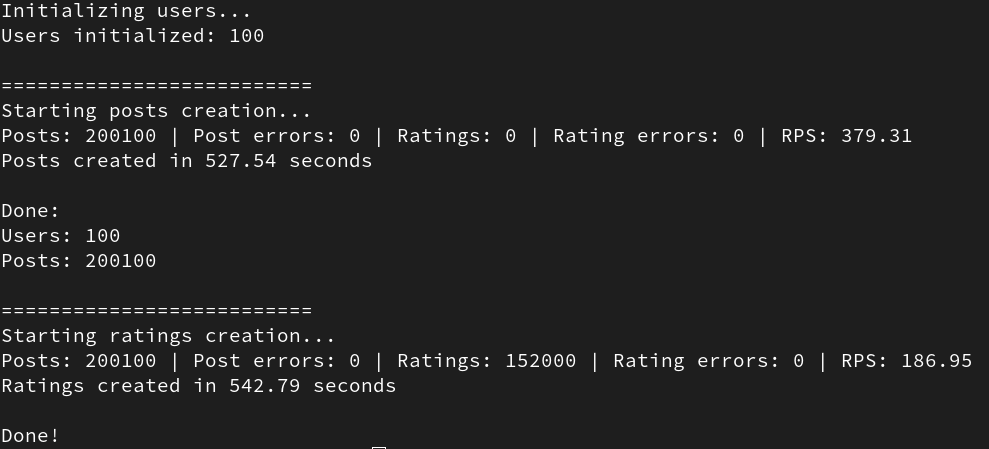 Initializing users...
Users initialized: 100
==========================
Starting posts creation...
Posts: 200100 | Post errors: 0 | Ratings: 0 | Rating errors: 0 | RPS: 379.31
Posts created in 527.54 seconds
Done:
Users: 100
Posts: 200100
==========================
Starting ratings creation...
Posts: 200100 | Post errors: 0 | Ratings: 152000 | Rating errors: 0 | RPS: 186.95
Ratings created in 542.79 seconds
Done!